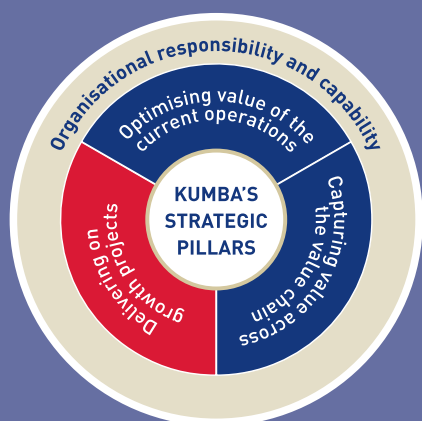 Organisational responsibility and capability
Optimising value of the
current operations
Capturing value across
the value chain
Delivering on
growth projects
KUMBA'S
STRATEGIC
PILLARS